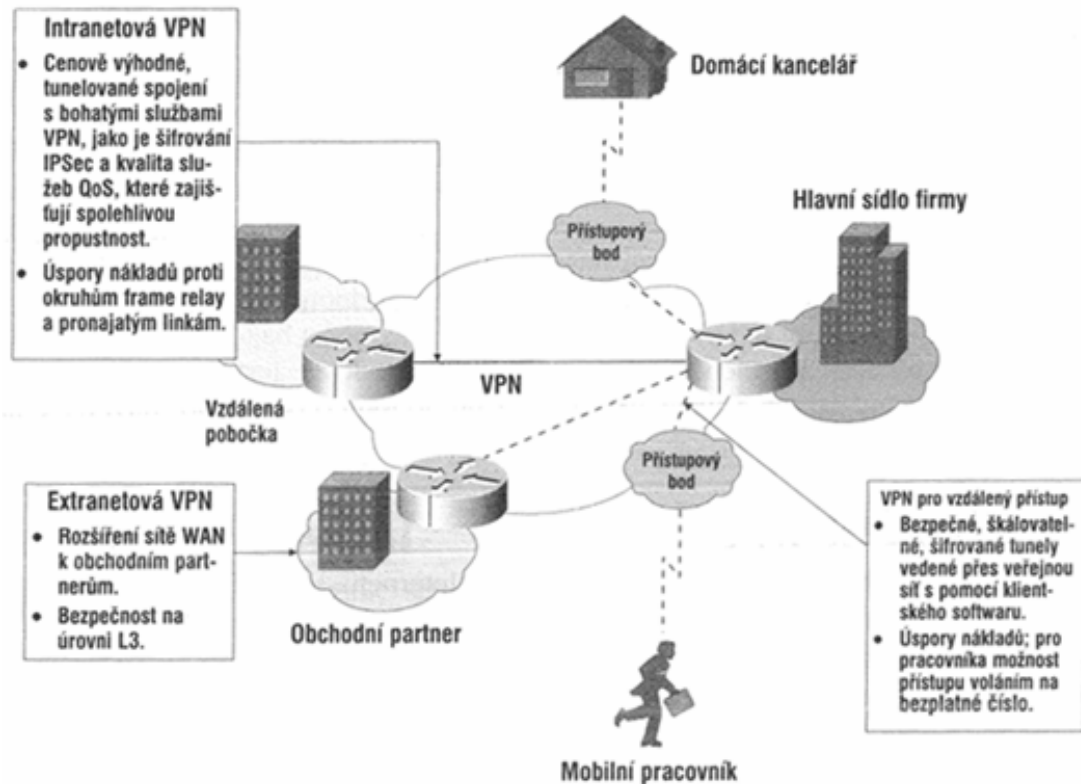 Intranetová VPN
• Cenově výhodné,
tunelované spojení
s bohatými službami
VPN, jako je šifrování
IPSec a kvalita slu-
žeb QoS, které zajiš-
ťují spolehlivou
propustnost.
• Úspory nákladů proti
okruhům frame relay
a pronajatým linkám.
Domácí kancelář
Hlavní sídlo firmy
Přístupový
bod
VPN
Vzdálená
pobočka
Přístupový
bod
Extranetová VPN
• Rozšíření sítě WAN
k obchodním part-
nerům.
• Bezpečnost na
úrovni L3.
Obchodní partner
VPN pro vzdálený přístup
• Bezpečné, škálovatel-
né, šifrované tunely
vedené přes veřejnou
síť s pomocí klient-
ského softwaru.
• Úspory nákladů; pro
pracovníka možnost
přístupu voláním na
bezplatné číslo.
Mobilní pracovník